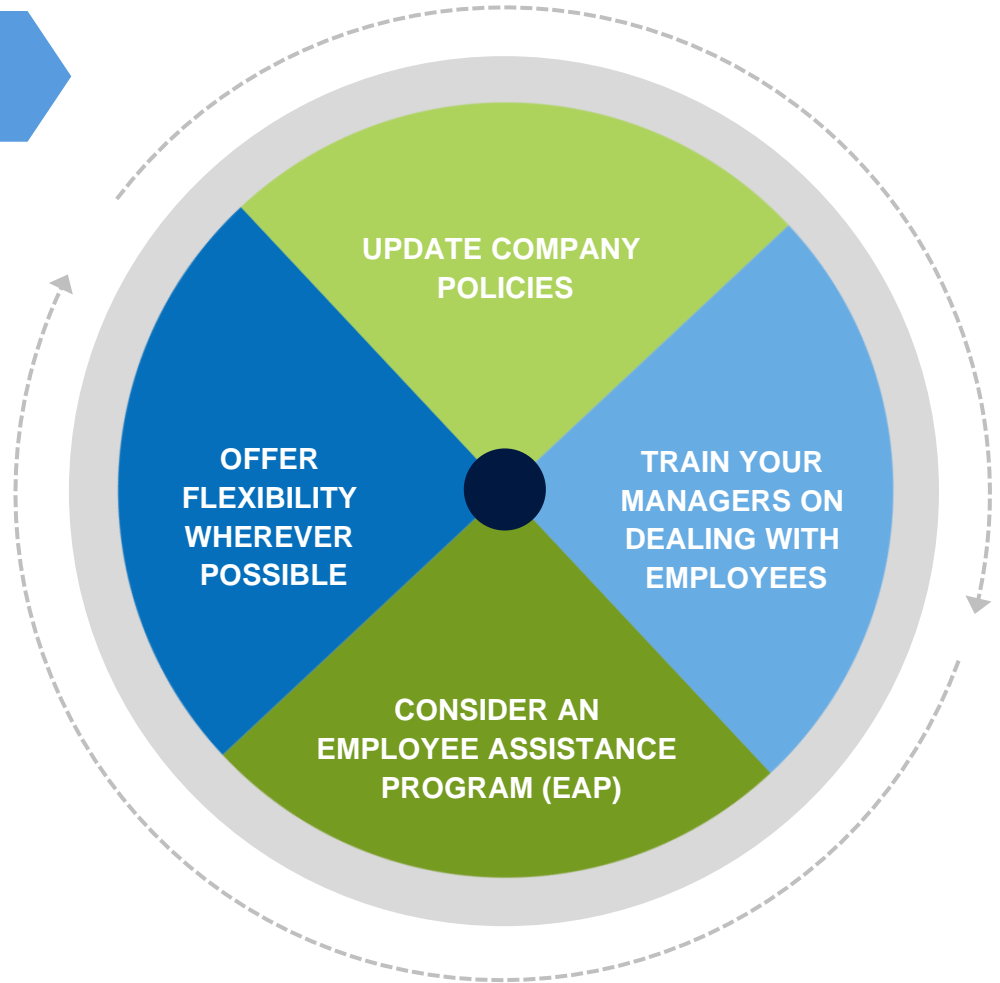 UPDATE COMPANY
POLICIES
TRAIN YOUR
MANAGERS ON
DEALING WITH
EMPLOYEES
CONSIDER AN
EMPLOYEE ASSISTANCE
PROGRAM (EAP)
OFFER
FLEXIBILITY
WHEREVER
POSSIBLE